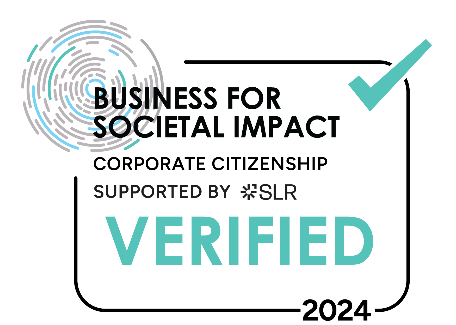 BUSINESS FOR
SOCIETAL IMPACT
CORPORATE CITIZENSHIP
SUPPORTED BY SLR
VERIFIED
2024